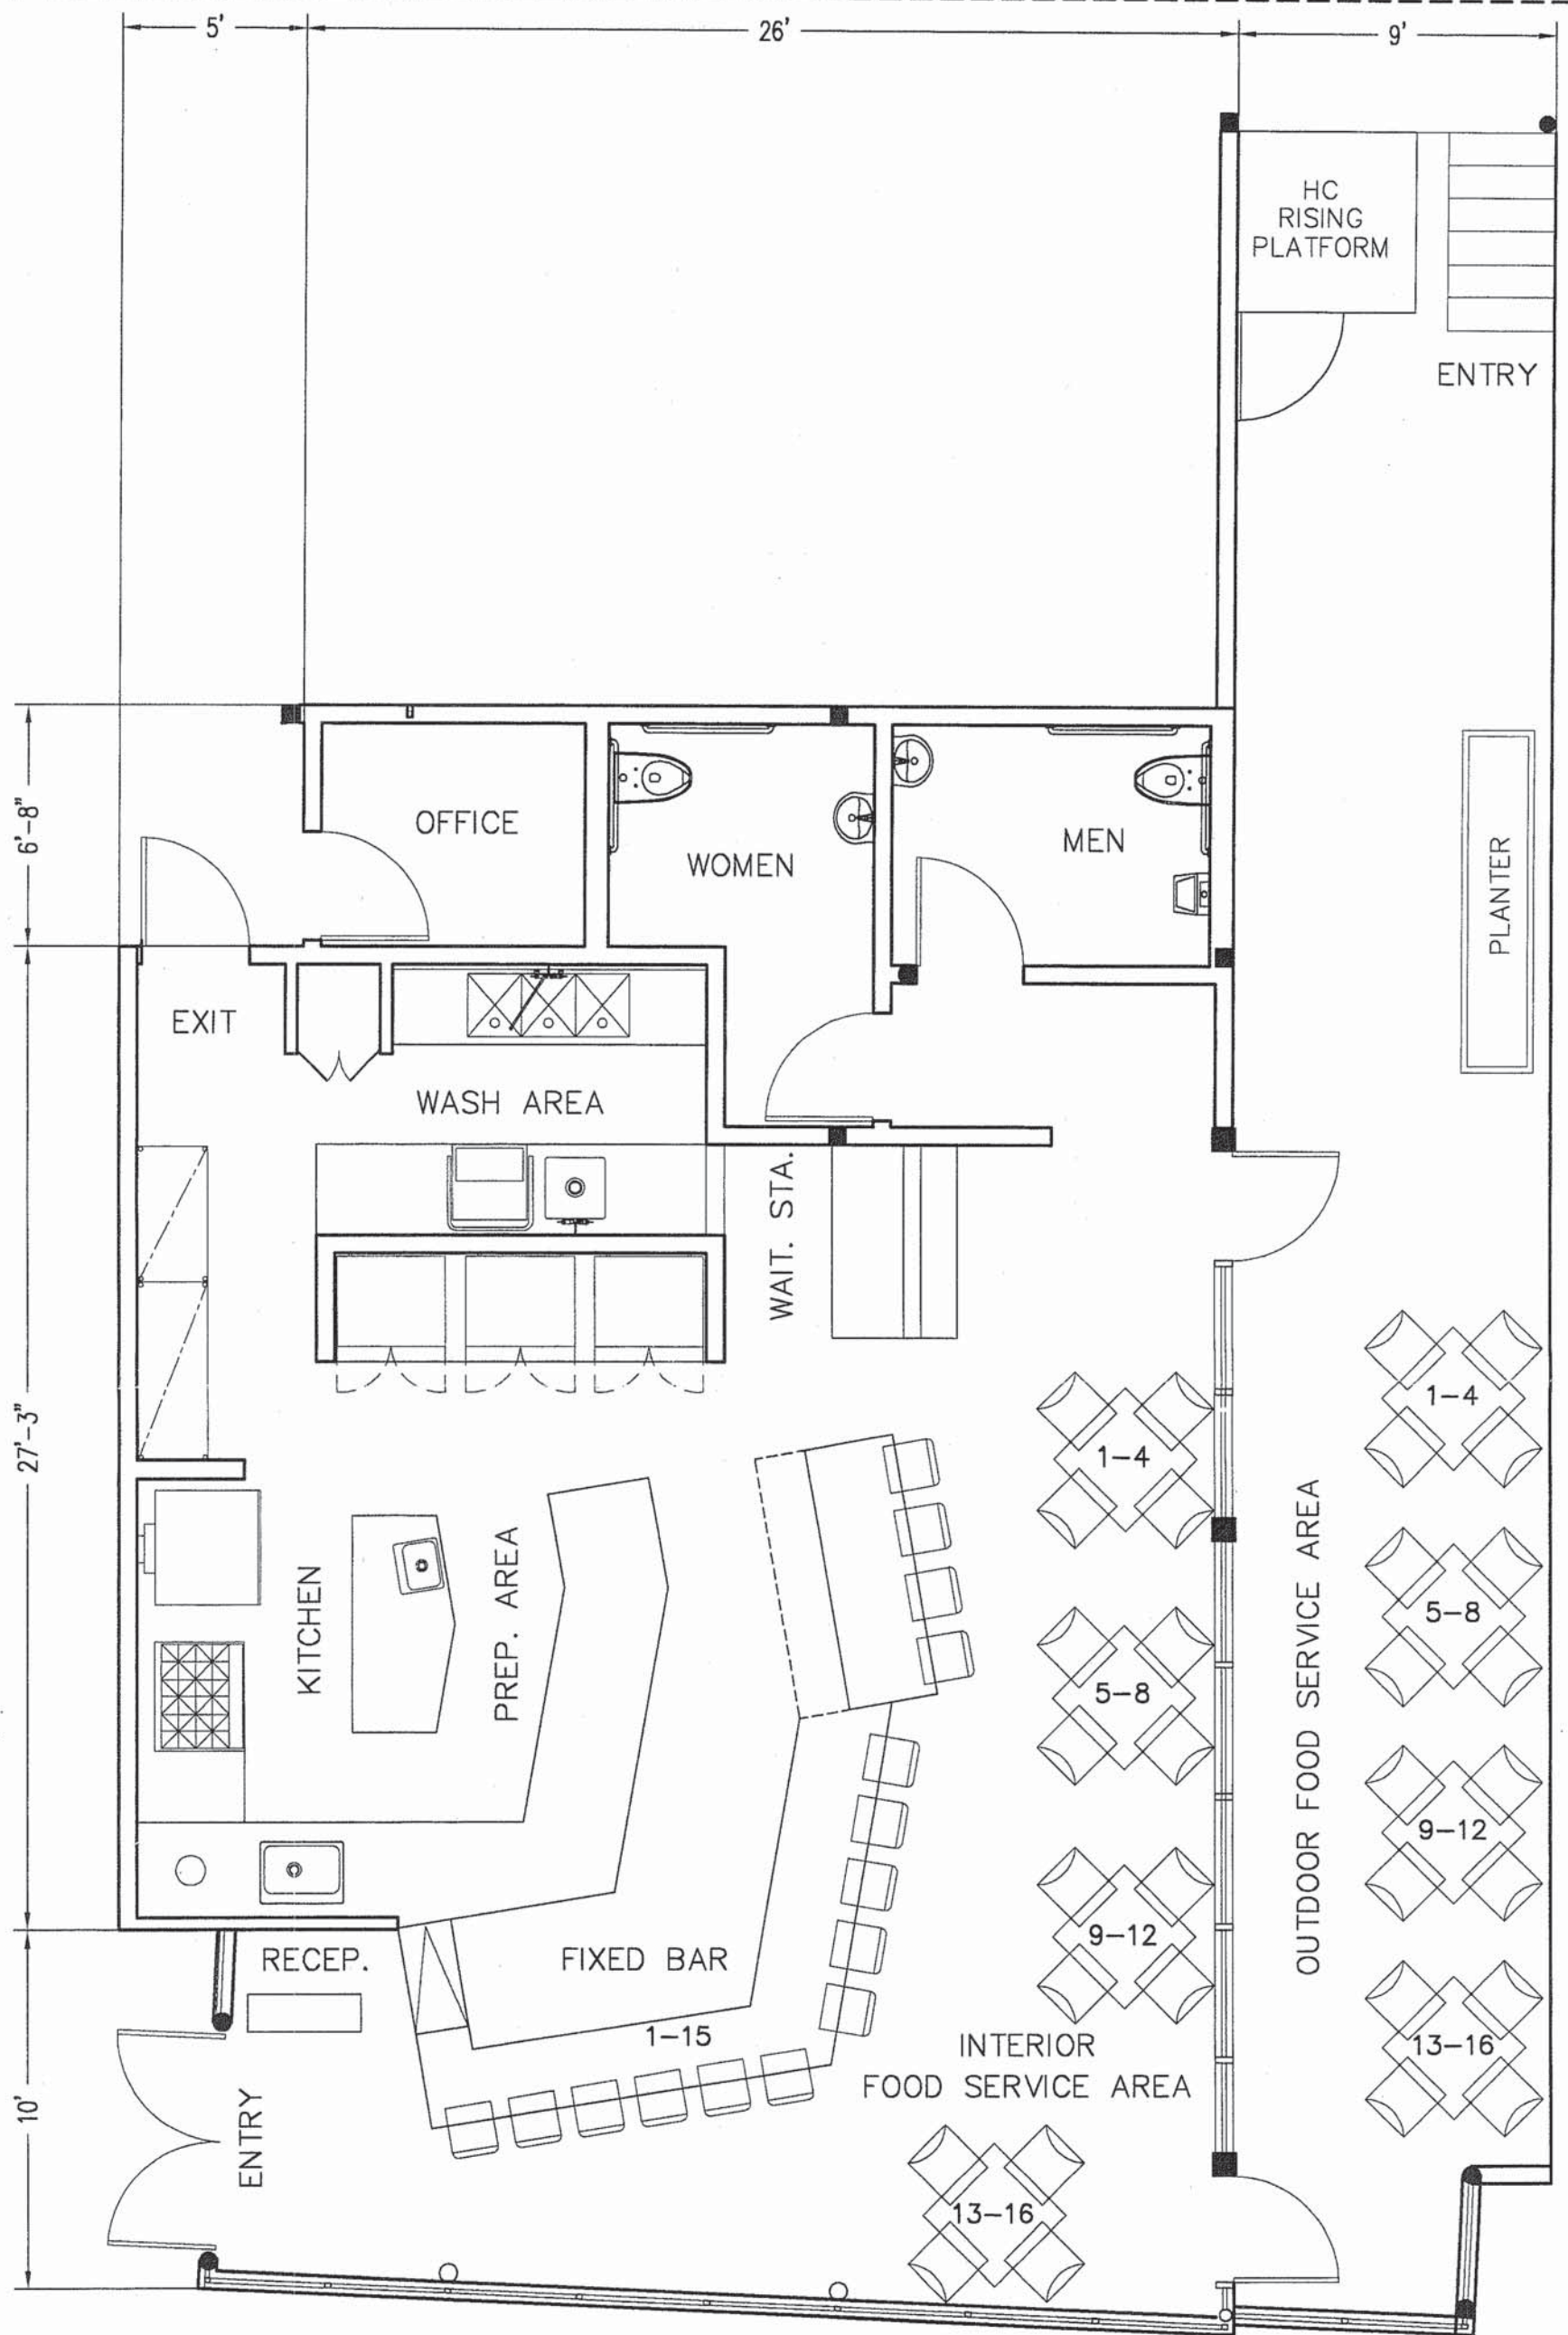 5'
26'
9'
HC
RISING
PLATFORM
ENTRY
6'-8"
OFFICE
WOMEN
MEN
PLANTER
EXIT
WASH AREA
WAIT. STA.
27'-3"
1-4
1-4
KITCHEN
PREP. AREA
OUTDOOR FOOD SERVICE AREA
5-8
5-8
9-12
9-12
RECEP.
FIXED BAR
1-15
INTERIOR
FOOD SERVICE AREA
13-16
10'
ENTRY
13-16